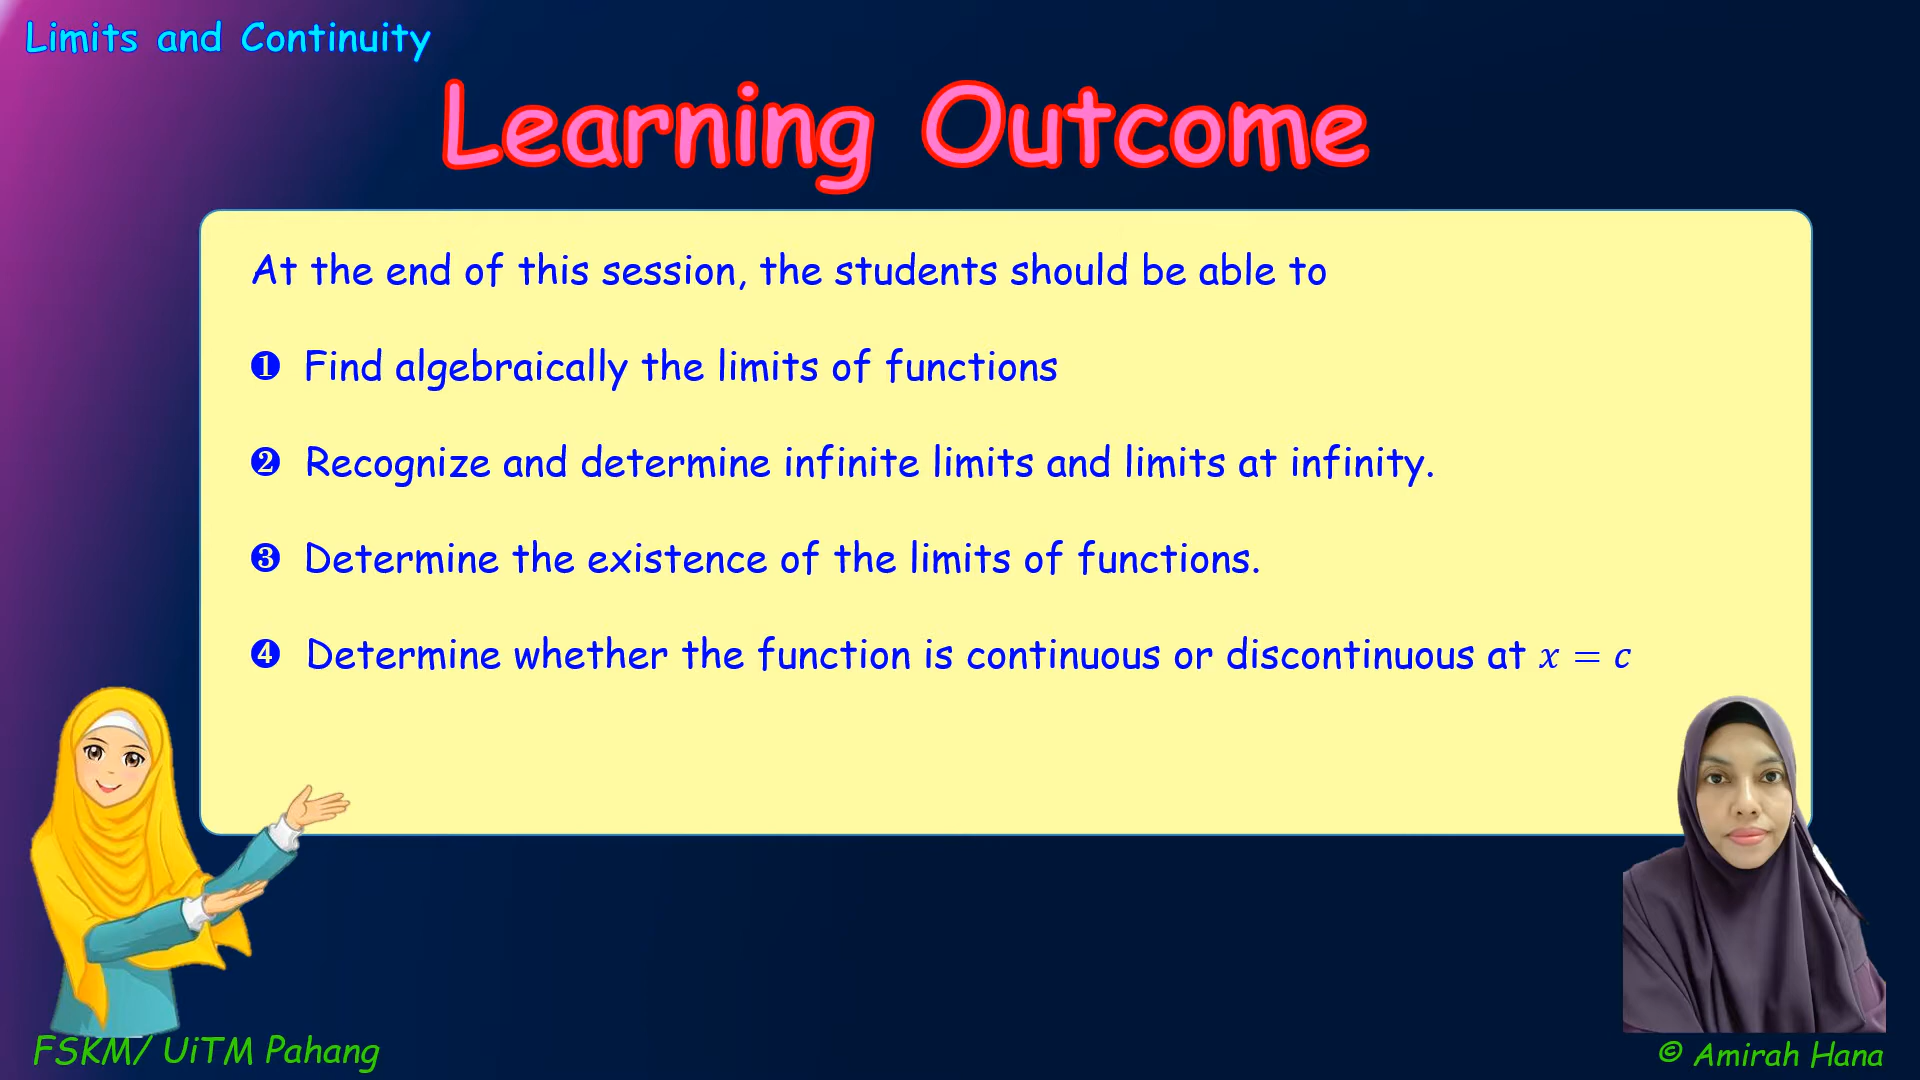 Limits and Continuity
Learning Outcome
At the end of this session, the students should be able to
❶ Find algebraically the limits of functions
❷ Recognize and determine infinite limits and limits at infinity.
❸ Determine the existence of the limits of functions.
❹ Determine whether the function is continuous or discontinuous at x = c
FSKM/ UiTM Pahang
© Amirah Hana